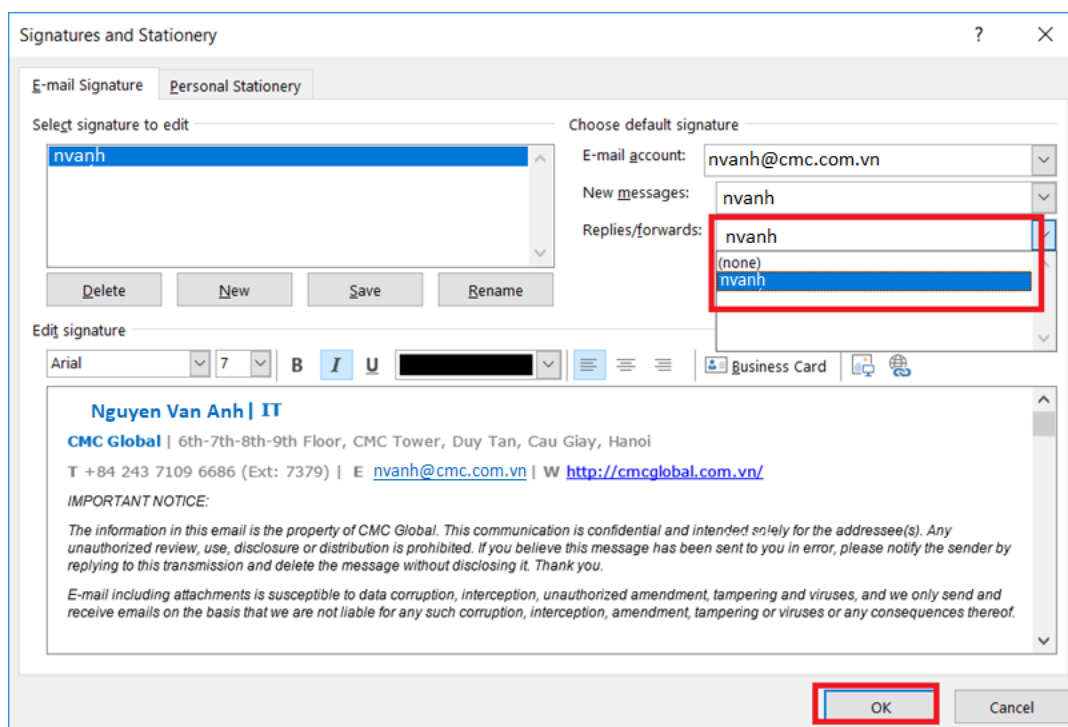 Signatures and Stationery
E-mail Signature
Personal Stationery
Select signature to edit
nvanh
Delete
New
Save
Rename
Choose default signature
E-mail account: nvanh@cmc.com.vn
New messages: nvanh
Replies/forwards: nvanh
(none)
nvanh
Edit signature
Arial 7 B I U Business Card
Nguyen Van Anh | IT
CMC Global | 6th-7th-8th-9th Floor, CMC Tower, Duy Tan, Cau Giay, Hanoi
T +84 243 7109 6686 (Ext: 7379) | E nvanh@cmc.com.vn | W http://cmcglobal.com.vn/
IMPORTANT NOTICE:
The information in this email is the property of CMC Global. This communication is confidential and intended solely for the addressee(s). Any
unauthorized review, use, disclosure or distribution is prohibited. If you believe this message has been sent to you in error, please notify the sender by
replying to this transmission and delete the message without disclosing it. Thank you.
E-mail including attachments is susceptible to data corruption, interception, unauthorized amendment, tampering and viruses, and we only send and
receive emails on the basis that we are not liable for any such corruption, interception, amendment, tampering or viruses or any consequences thereof.
OK
Cancel